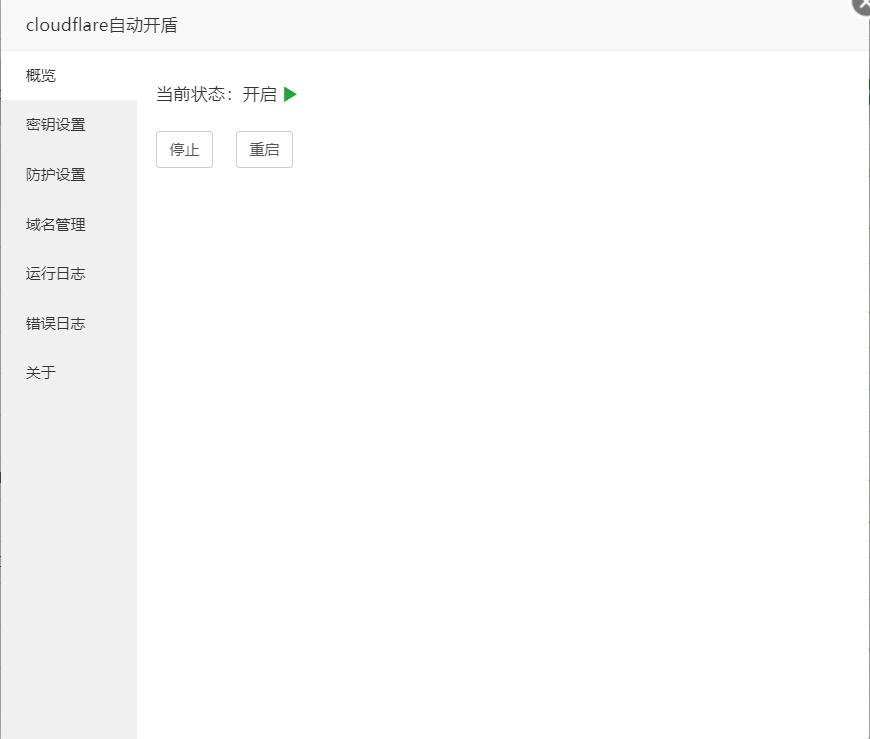 cloudflare自动开盾
概览
当前状态：开启
密钥设置
停止 重启
防护设置
域名管理
运行日志
错误日志
关于